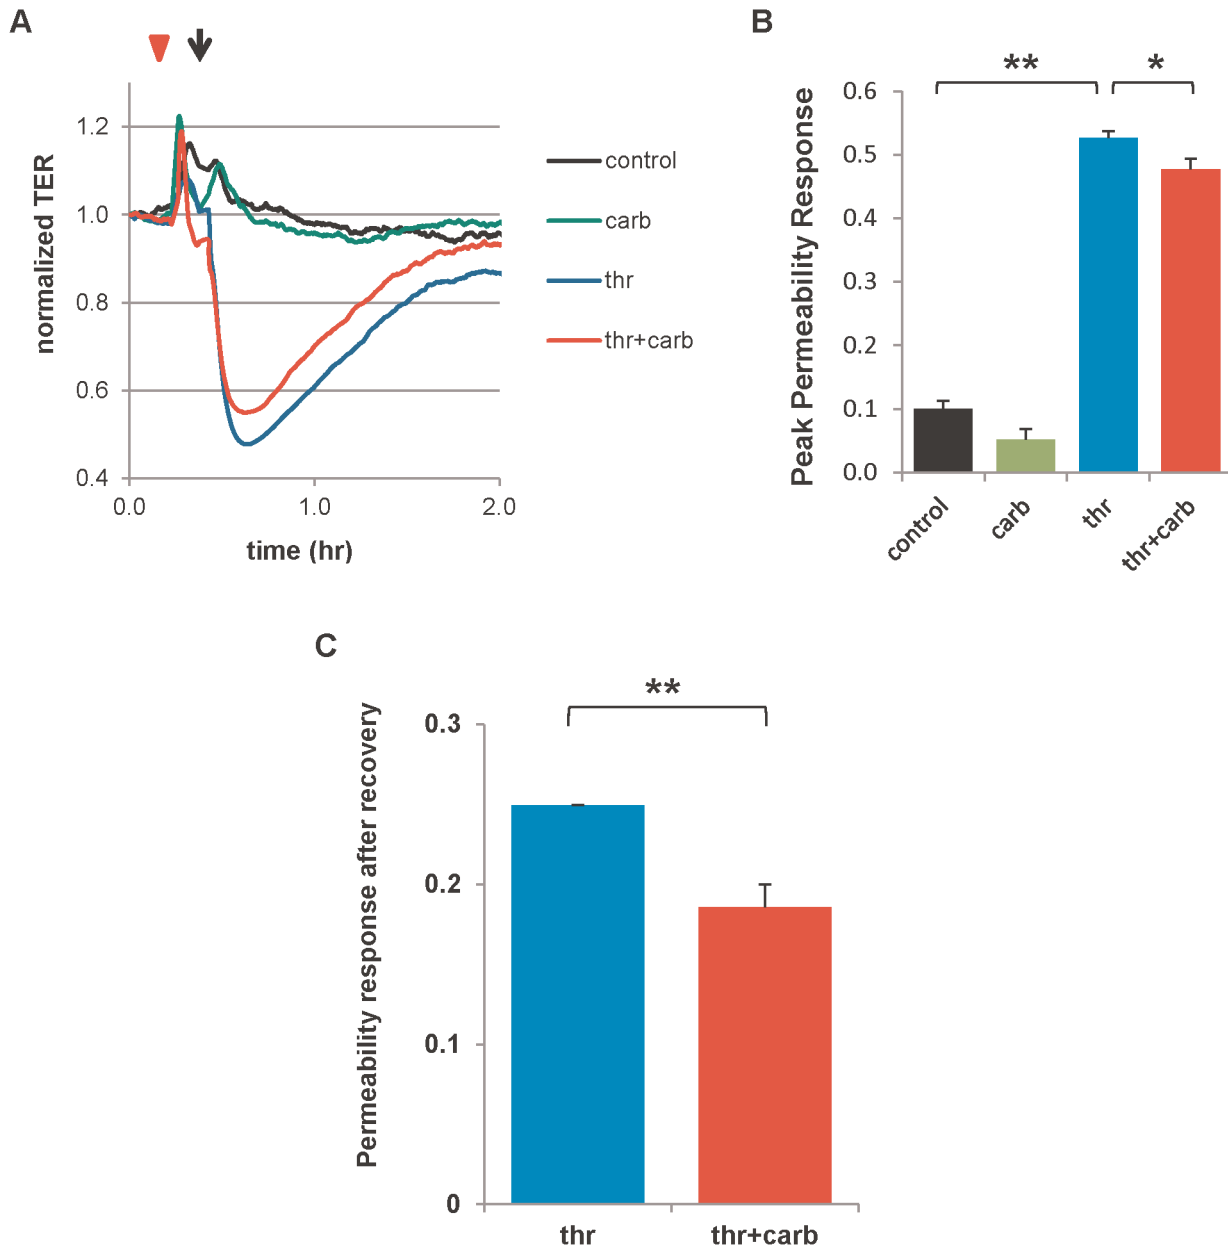 A
normalized TER
1.2
1.0
0.8
0.6
0.4
0.0
1.0
2.0
time (hr)
control
carb
thr
thr+carb
B
Peak Permeability Response
** *
0.6
0.5
0.4
0.3
0.2
0.1
0.0
control
carb
thr
thr+carb
C
Permeability response after recovery
**
0.3
0.2
0.1
0
thr
thr+carb